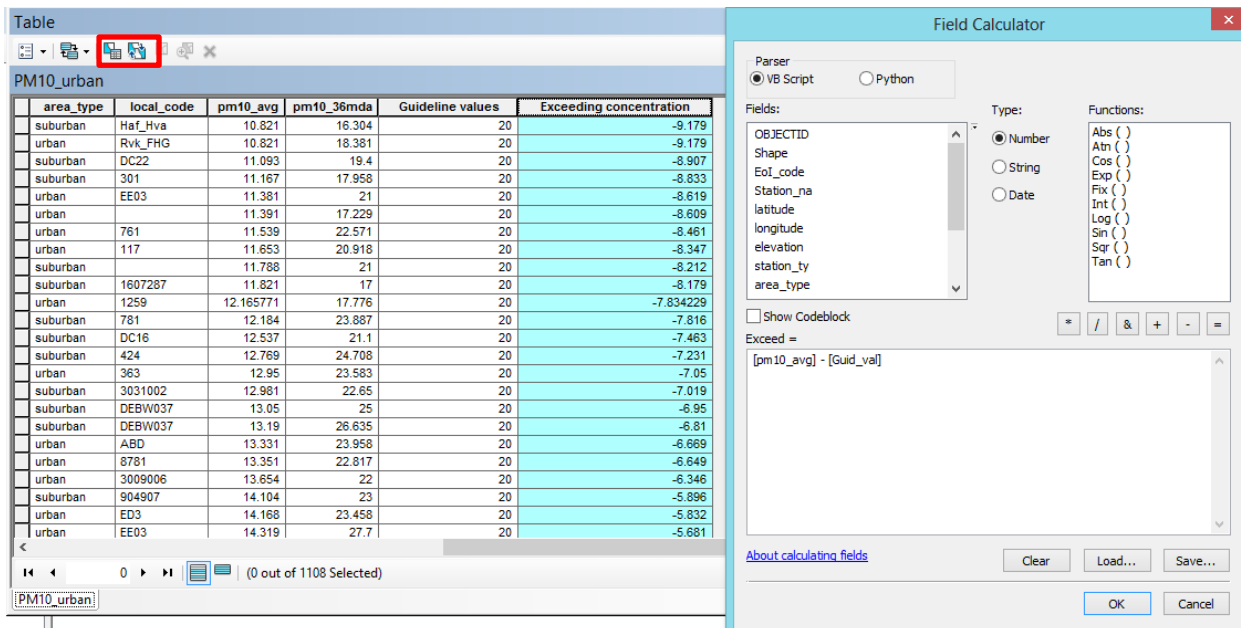 Table
PM10_urban
area_type local_code pm10_avg pm10_36mda Guideline values Exceeding concentration
suburban Haf_Hva 10.821 16.304 20 -9.179
urban Rvk_FHG 10.821 18.381 20 -9.179
suburban DC22 11.093 19.4 20 -8.907
suburban 301 11.167 17.958 20 -8.833
urban EE03 11.381 21 20 -8.619
urban 11.391 17.229 20 -8.609
urban 761 11.539 22.571 20 -8.461
urban 117 11.653 20.918 20 -8.347
suburban 11.788 21 20 -8.212
suburban 1607287 11.821 17 20 -8.179
urban 1259 12.165771 17.776 20 -7.834229
suburban 781 12.184 23.887 20 -7.816
suburban DC16 12.537 21.1 20 -7.463
suburban 424 12.769 24.708 20 -7.231
urban 363 12.95 23.583 20 -7.05
suburban 3031002 12.981 22.65 20 -7.019
suburban DEBW037 13.05 25 20 -6.95
suburban DEBW037 13.19 26.635 20 -6.81
urban ABD 13.331 23.958 20 -6.669
urban 8781 13.351 22.817 20 -6.649
urban 3009006 13.654 22 20 -6.346
suburban 904907 14.104 23 20 -5.896
urban ED3 14.168 23.458 20 -5.832
urban EE03 14.319 27.7 20 -5.681
0 (0 out of 1108 Selected)
PM10_urban
Field Calculator
Parser
VB Script Python
Fields:
OBJECTID
Shape
EoI_code
Station_na
latitude
longitude
elevation
station_ty
area_type
Type:
Number
String
Date
Functions:
Abs ( )
Atn ( )
Cos ( )
Exp ( )
Fix ( )
Int ( )
Log ( )
Sin ( )
Sqr ( )
Tan ( )
Show Codeblock
* / & + - =
Exceed =
[pm10_avg] - [Guid_val]
About calculating fields
Clear Load... Save...
OK Cancel